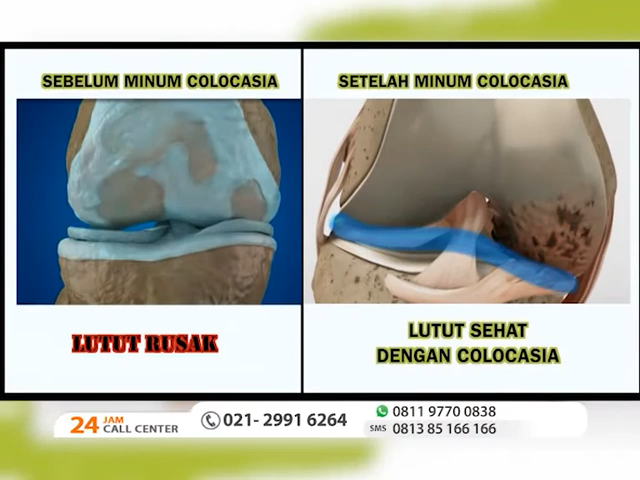 SEBELUM MINUM COLOCASIA
SETELAH MINUM COLOCASIA
LUTUT RUSAK
LUTUT SEHAT
DENGAN COLOCASIA
24 JAM
CALL CENTER
021- 2991 6264
0811 9770 0838
SMS 0813 85 166 166